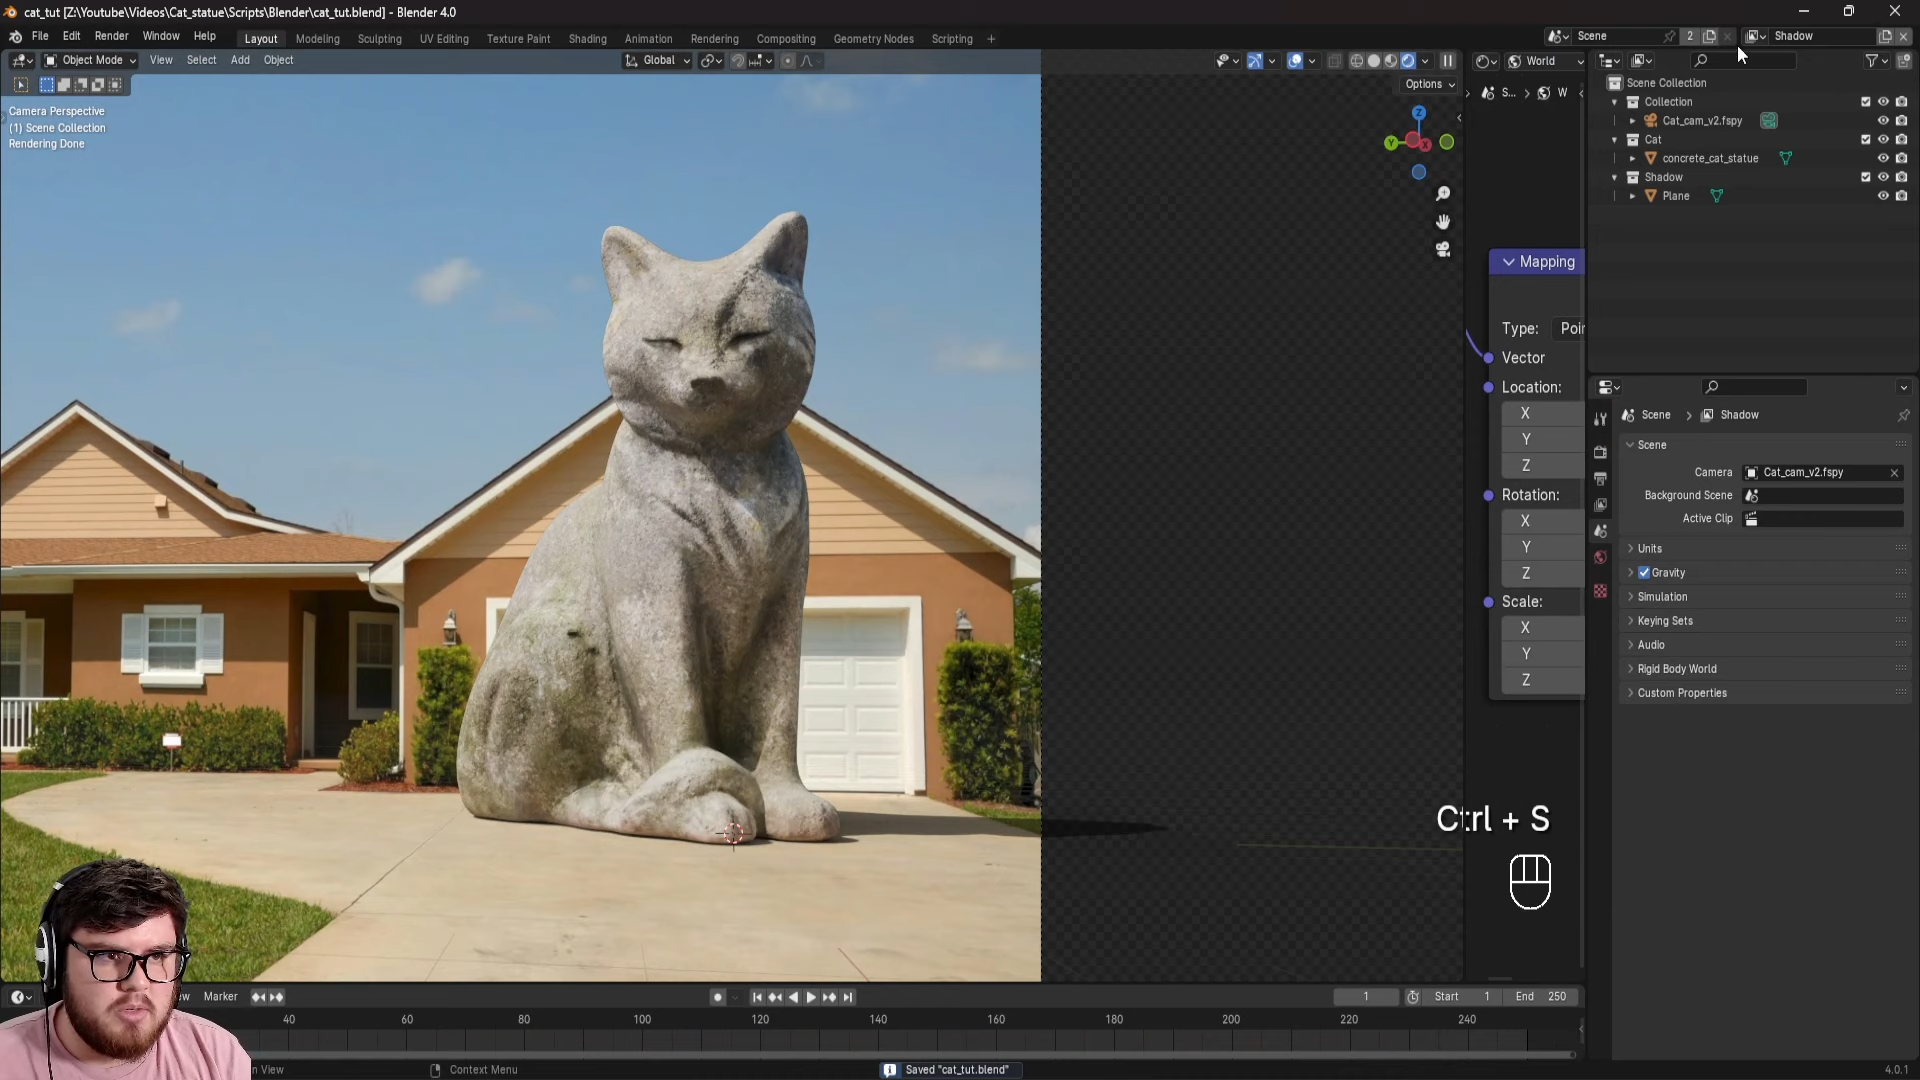 cat_tut [Z:\Youtube\Videos\Cat_statue\Scripts\Blender\cat_tut.blend] - Blender 4.0
File Edit Render Window Help
Layout Modeling Sculpting UV Editing Texture Paint Shading Animation Rendering Compositing Geometry Nodes Scripting +
Scene 2 Shadow
Object Mode View Select Add Object
Global
World
Options
S... > W
Camera Perspective
(1) Scene Collection
Rendering Done
Z
Y
X
Scene Collection
Collection
Cat_cam_v2.fspy
Cat
concrete_cat_statue
Shadow
Plane
Mapping
Type: Poin
Vector
Location:
X
Y
Z
Rotation:
X
Y
Z
Scale:
X
Y
Z
Scene > Shadow
Scene
Camera Cat_cam_v2.fspy
Background Scene
Active Clip
Units
Gravity
Simulation
Keying Sets
Audio
Rigid Body World
Custom Properties
Ctrl + S
Marker
1 Start 1 End 250
40 60 80 100 120 140 160 180 200 220 240
n View Context Menu
Saved "cat_tut.blend"
4.0.1